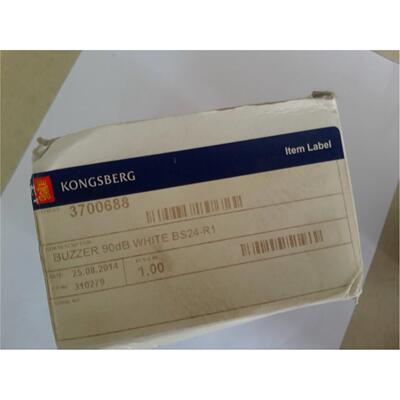 KONGSBERG
Item Label
3700688
BUZZER 90dB WHITE BS24-R1
25.08.2014
1.00
310279